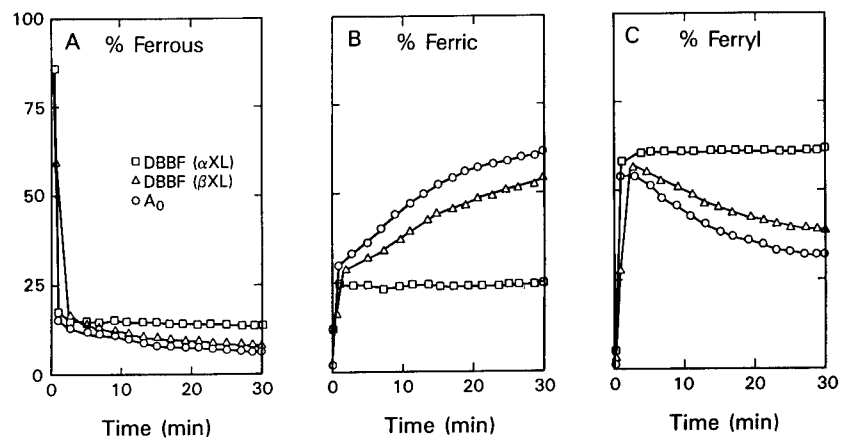 A % Ferrous
B % Ferric
C % Ferryl
100
75
50
25
0
□ DBBF (αXL)
△ DBBF (βXL)
○ A₀
0 10 20 30
0 10 20 30
0 10 20 30
Time (min)
Time (min)
Time (min)